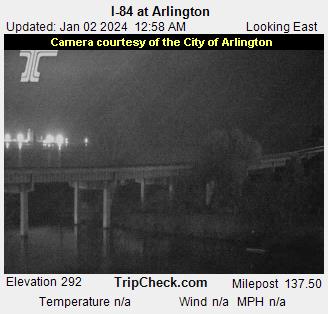 I-84 at Arlington
Updated: Jan 02 2024 12:58 AM Looking East
Camera courtesy of the City of Arlington
Elevation 292 TripCheck.com Milepost 137.50
Temperature n/a Wind n/a MPH n/a